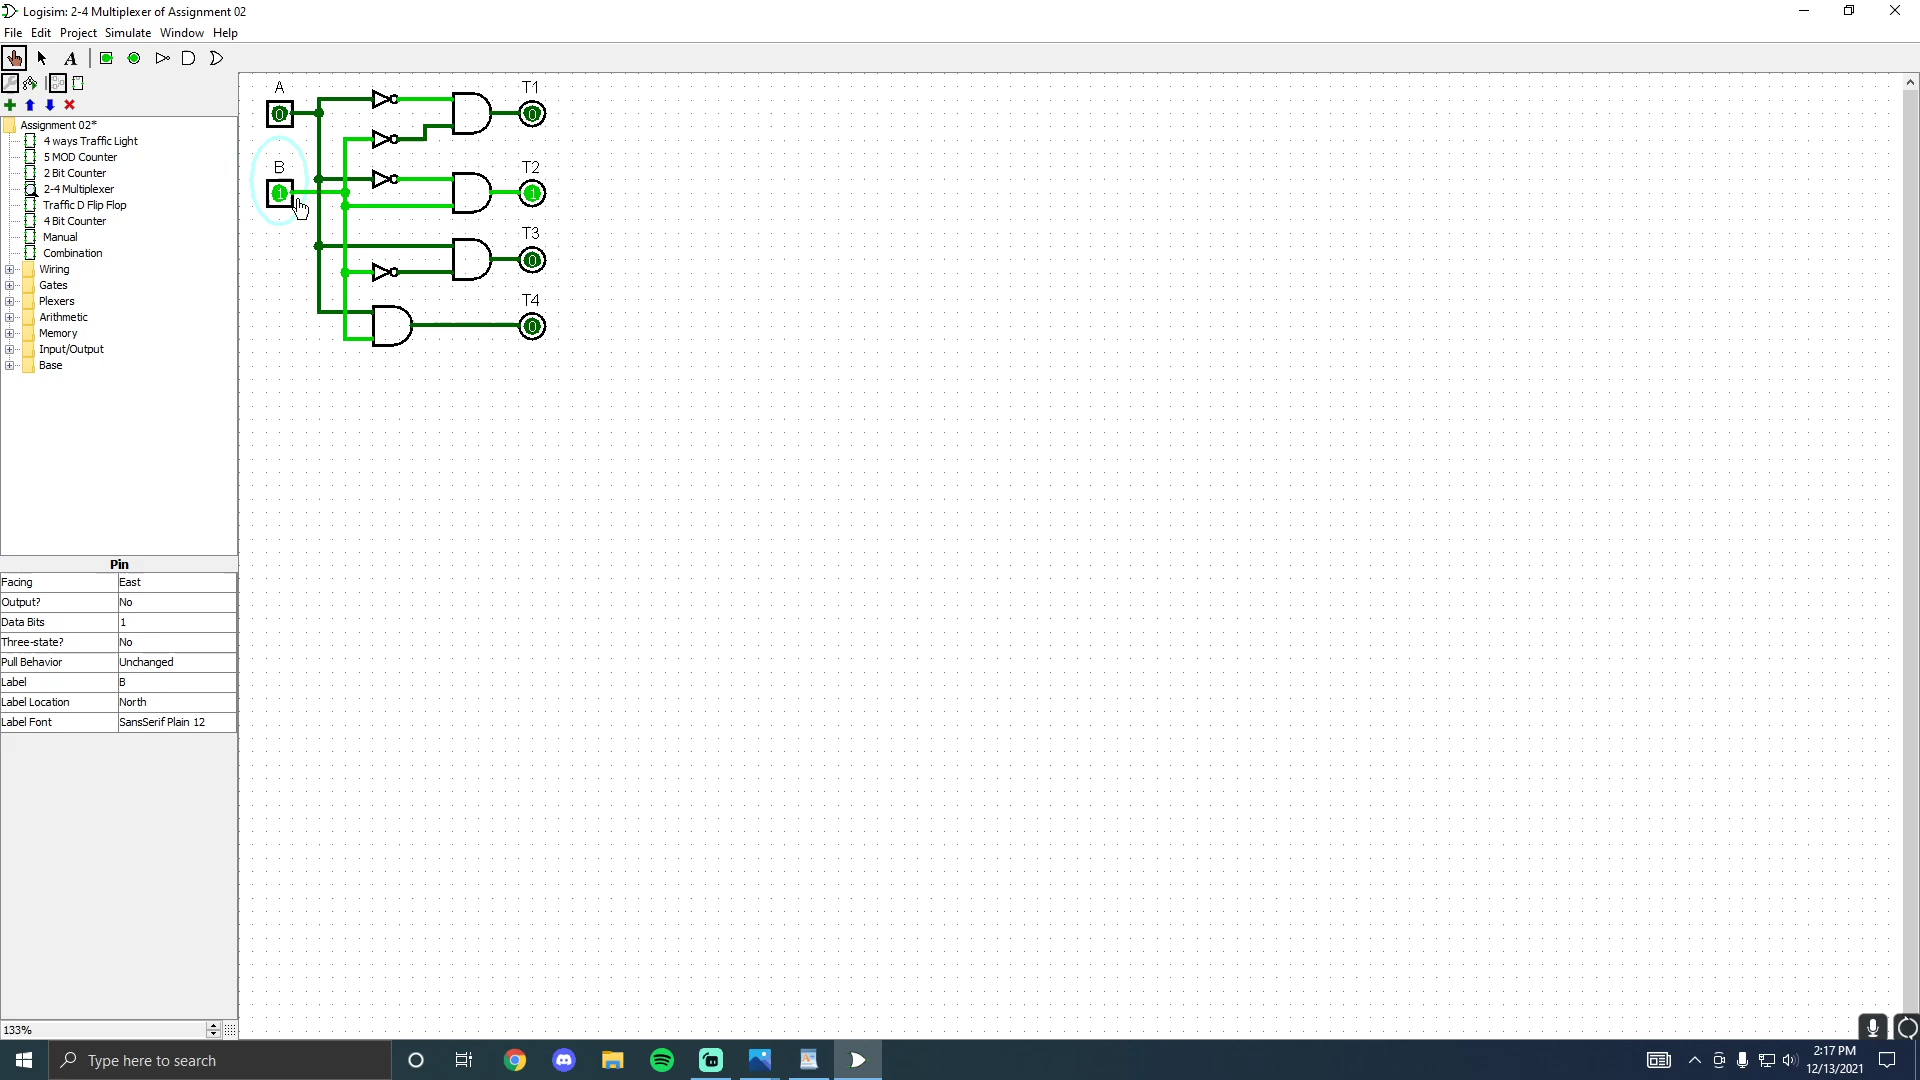 Logisim: 2-4 Multiplexer of Assignment 02
File Edit Project Simulate Window Help
A
A T1
0 0
B T2
1 1
T3
0
T4
0
Assignment 02*
4 ways Traffic Light
5 MOD Counter
2 Bit Counter
2-4 Multiplexer
Traffic D Flip Flop
4 Bit Counter
Manual
Combination
Wiring
Gates
Plexers
Arithmetic
Memory
Input/Output
Base
Pin
Facing East
Output? No
Data Bits 1
Three-state? No
Pull Behavior Unchanged
Label B
Label Location North
Label Font SansSerif Plain 12
133%
Type here to search
2:17 PM
12/13/2021